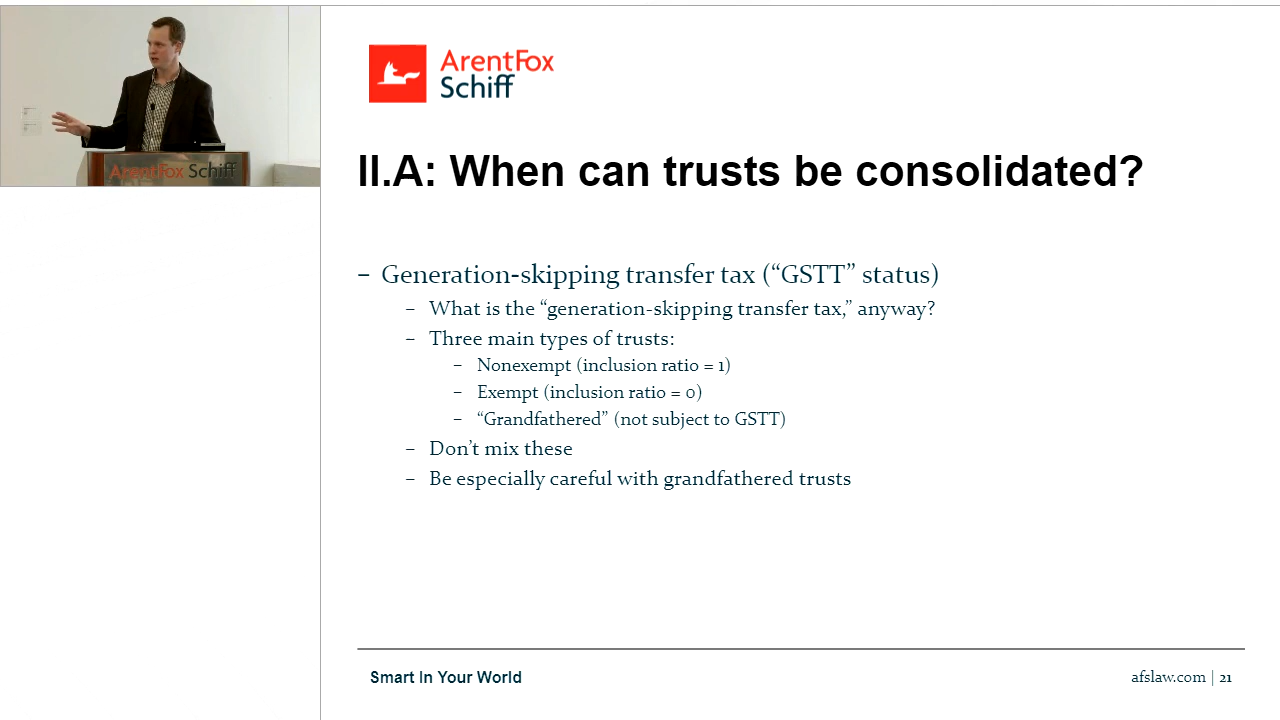 ArentFox Schiff
ArentFox
Schiff
II.A: When can trusts be consolidated?
– Generation-skipping transfer tax (“GSTT” status)
– What is the “generation-skipping transfer tax,” anyway?
– Three main types of trusts:
– Nonexempt (inclusion ratio = 1)
– Exempt (inclusion ratio = 0)
– “Grandfathered” (not subject to GSTT)
– Don’t mix these
– Be especially careful with grandfathered trusts
Smart In Your World
afslaw.com | 21